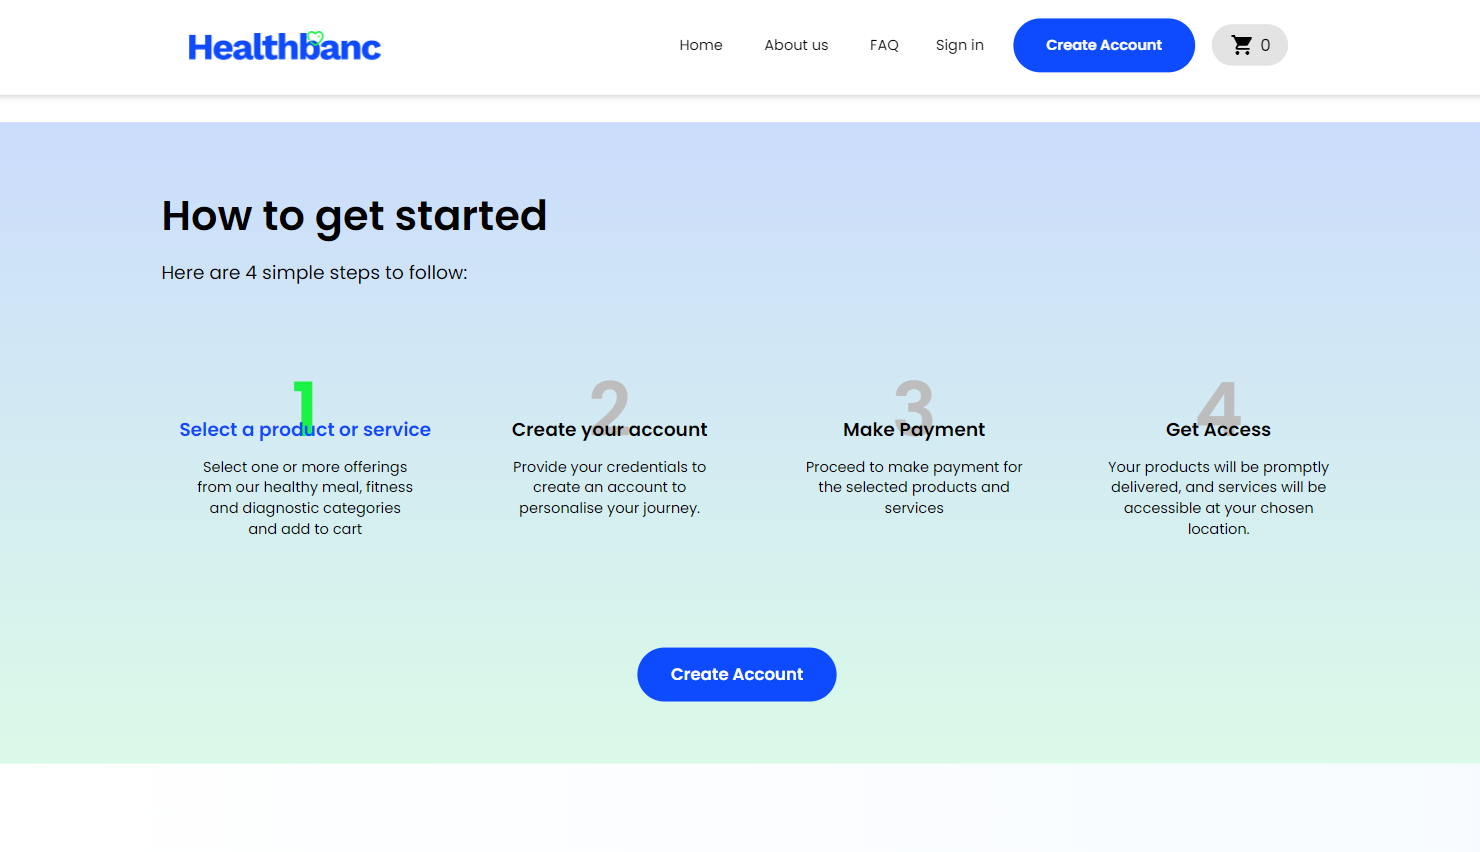 Healthbanc
Home
About us
FAQ
Sign in
Create Account
0
How to get started
Here are 4 simple steps to follow:
1
Select a product or service
Select one or more offerings
from our healthy meal, fitness
and diagnostic categories
and add to cart
2
Create your account
Provide your credentials to
create an account to
personalise your journey.
3
Make Payment
Proceed to make payment for
the selected products and
services
4
Get Access
Your products will be promptly
delivered, and services will be
accessible at your chosen
location.
Create Account